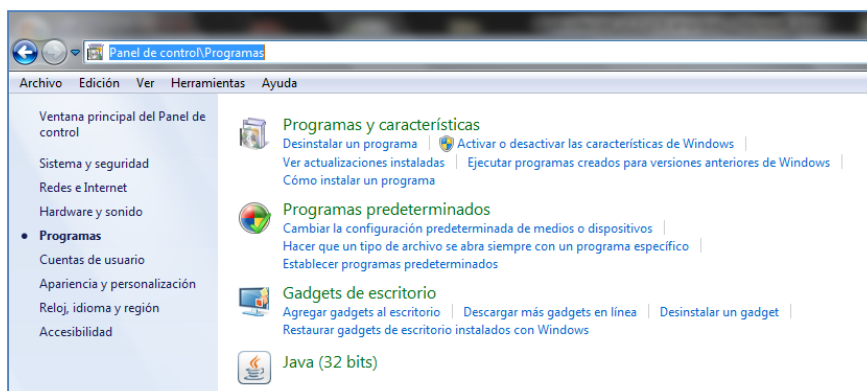 Panel de control\Programas
Archivo Edición Ver Herramientas Ayuda
Ventana principal del Panel de
control
Sistema y seguridad
Redes e Internet
Hardware y sonido
Programas
Cuentas de usuario
Apariencia y personalización
Reloj, idioma y región
Accesibilidad
Programas y características
Desinstalar un programa Activar o desactivar las características de Windows
Ver actualizaciones instaladas Ejecutar programas creados para versiones anteriores de Windows
Cómo instalar un programa
Programas predeterminados
Cambiar la configuración predeterminada de medios o dispositivos
Hacer que un tipo de archivo se abra siempre con un programa específico
Establecer programas predeterminados
Gadgets de escritorio
Agregar gadgets al escritorio Descargar más gadgets en línea Desinstalar un gadget
Restaurar gadgets de escritorio instalados con Windows
Java (32 bits)